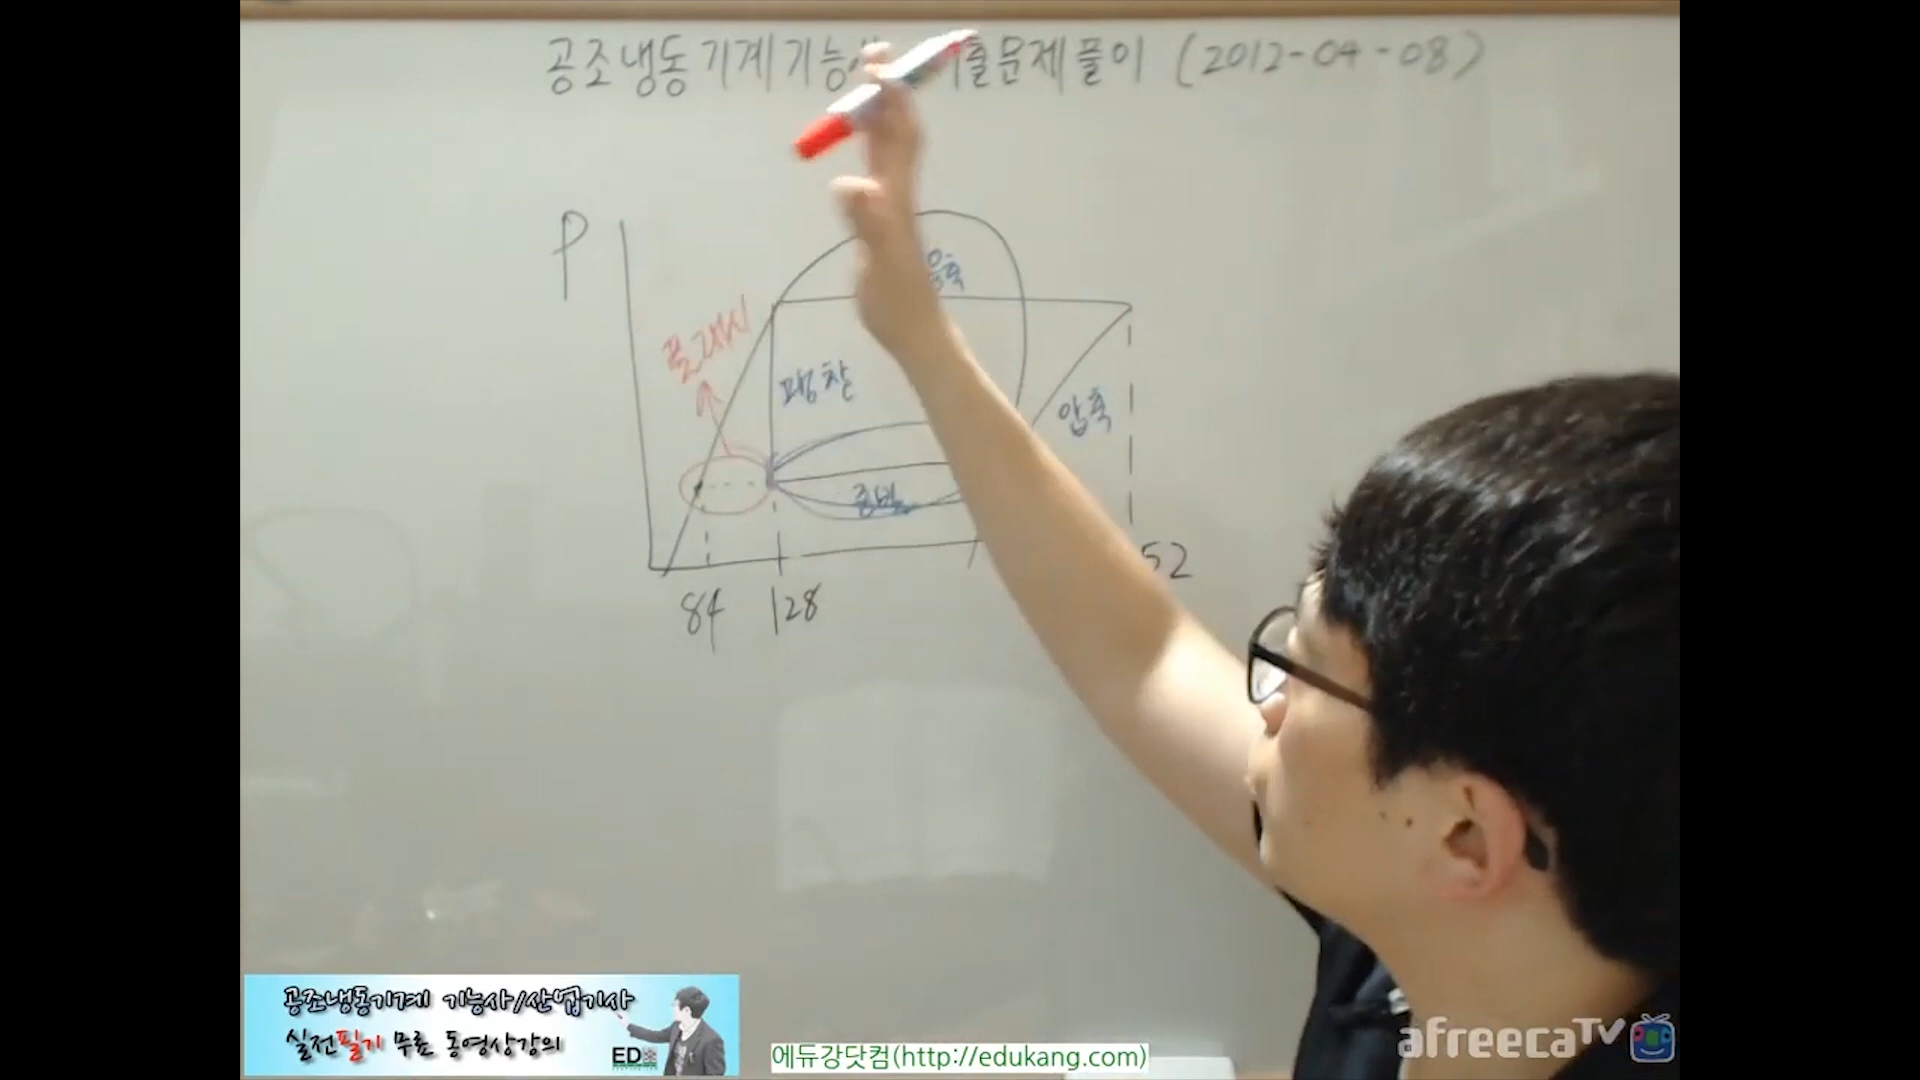 공조냉동기계기능 출문제풀이 (2012-04-08)
P
응축
플래시
팽창
압축
증발
52
84 128
공조냉동기계 기능사/산업기사
실전필기 무료 동영상강의
EDU
에듀강닷컴(http://edukang.com)
afreecaTV